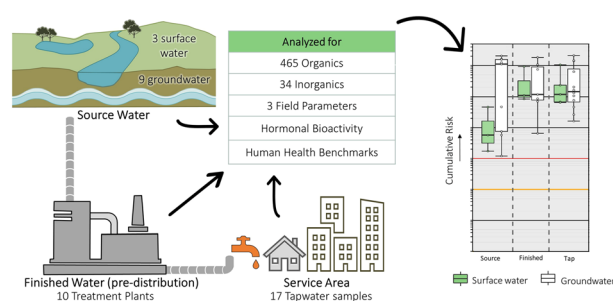 3 surface
water
9 groundwater
Source Water
Analyzed for
465 Organics
34 Inorganics
3 Field Parameters
Hormonal Bioactivity
Human Health Benchmarks
Finished Water (pre-distribution)
10 Treatment Plants
Service Area
17 Tapwater samples
Cumulative Risk
Source
Finished
Tap
Surface water
Groundwater